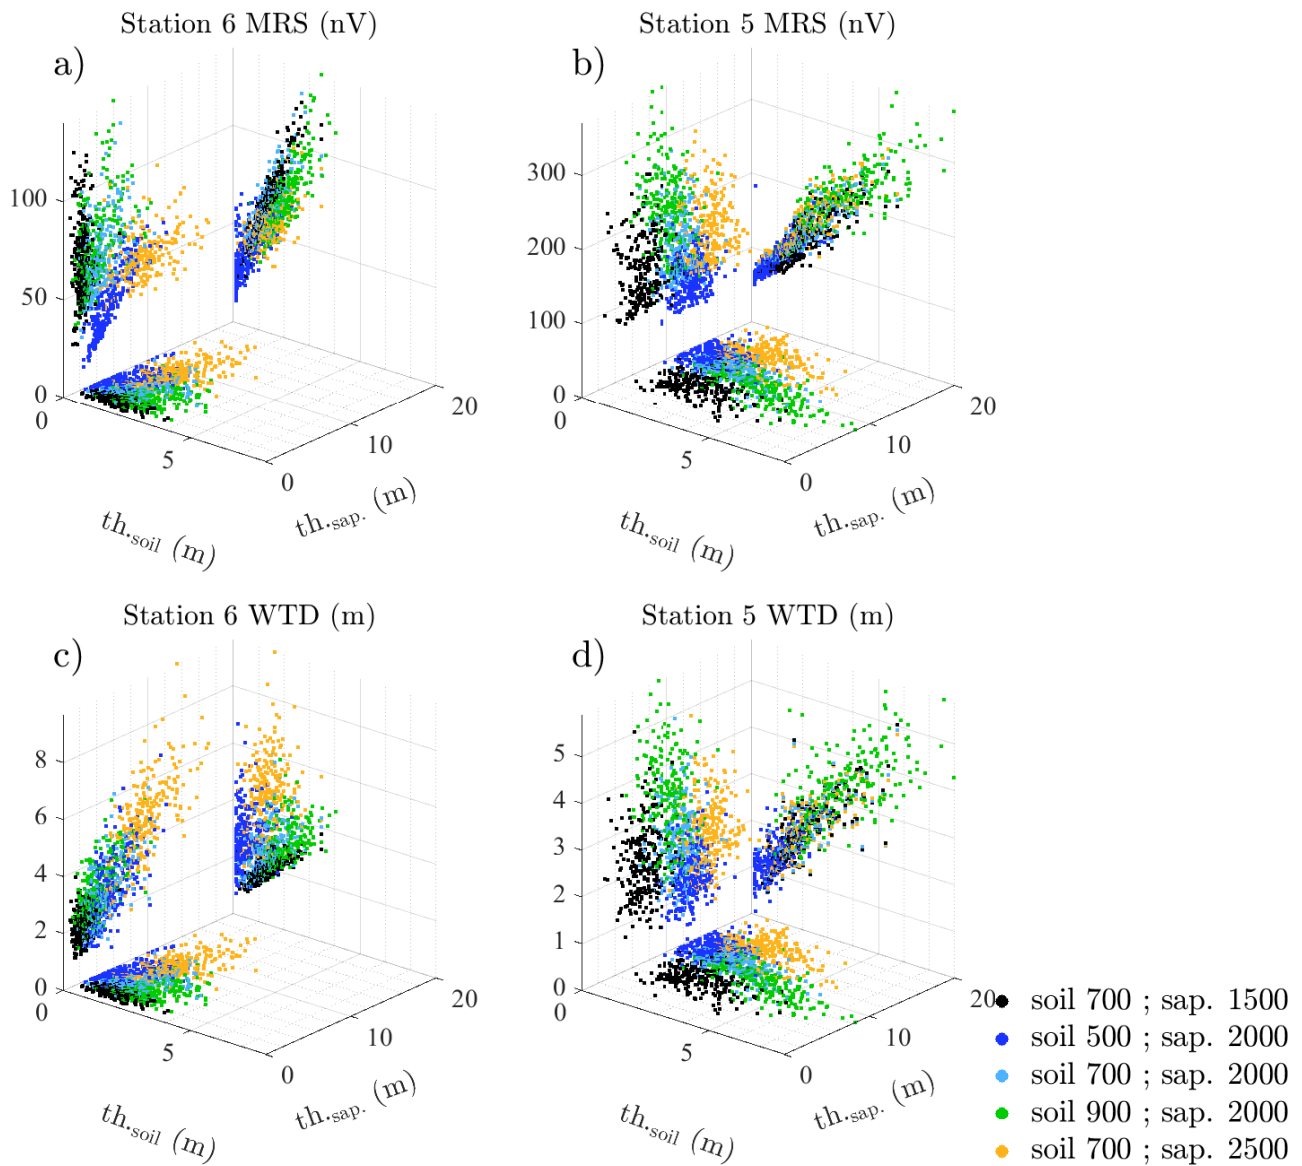 Station 6 MRS (nV)
a)
100
50
0
0
5
0
10
20
th.soil (m)
th.sap. (m)
Station 5 MRS (nV)
b)
300
200
100
0
0
5
0
10
20
th.soil (m)
th.sap. (m)
Station 6 WTD (m)
c)
8
6
4
2
0
0
5
0
10
20
th.soil (m)
th.sap. (m)
Station 5 WTD (m)
d)
5
4
3
2
1
0
0
5
0
10
20
th.soil (m)
th.sap. (m)
soil 700 ; sap. 1500
soil 500 ; sap. 2000
soil 700 ; sap. 2000
soil 900 ; sap. 2000
soil 700 ; sap. 2500